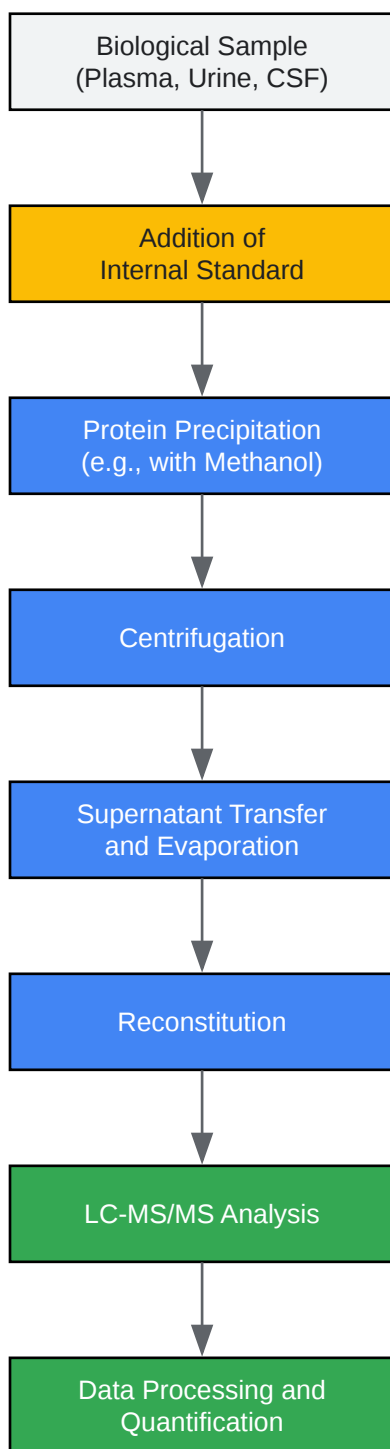 Biological Sample
(Plasma, Urine, CSF)
Addition of
Internal Standard
Protein Precipitation
(e.g., with Methanol)
Centrifugation
Supernatant Transfer
and Evaporation
Reconstitution
LC-MS/MS Analysis
Data Processing and
Quantification